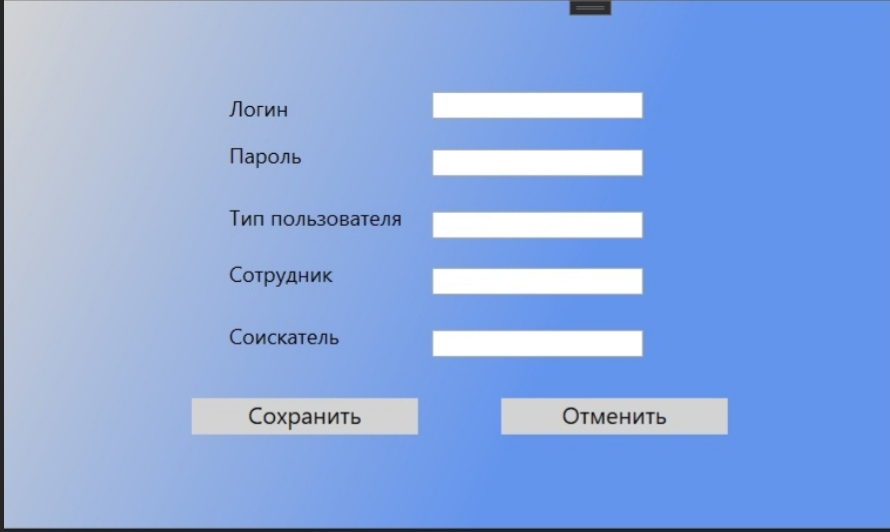 Логин
Пароль
Тип пользователя
Сотрудник
Соискатель
Сохранить
Отменить